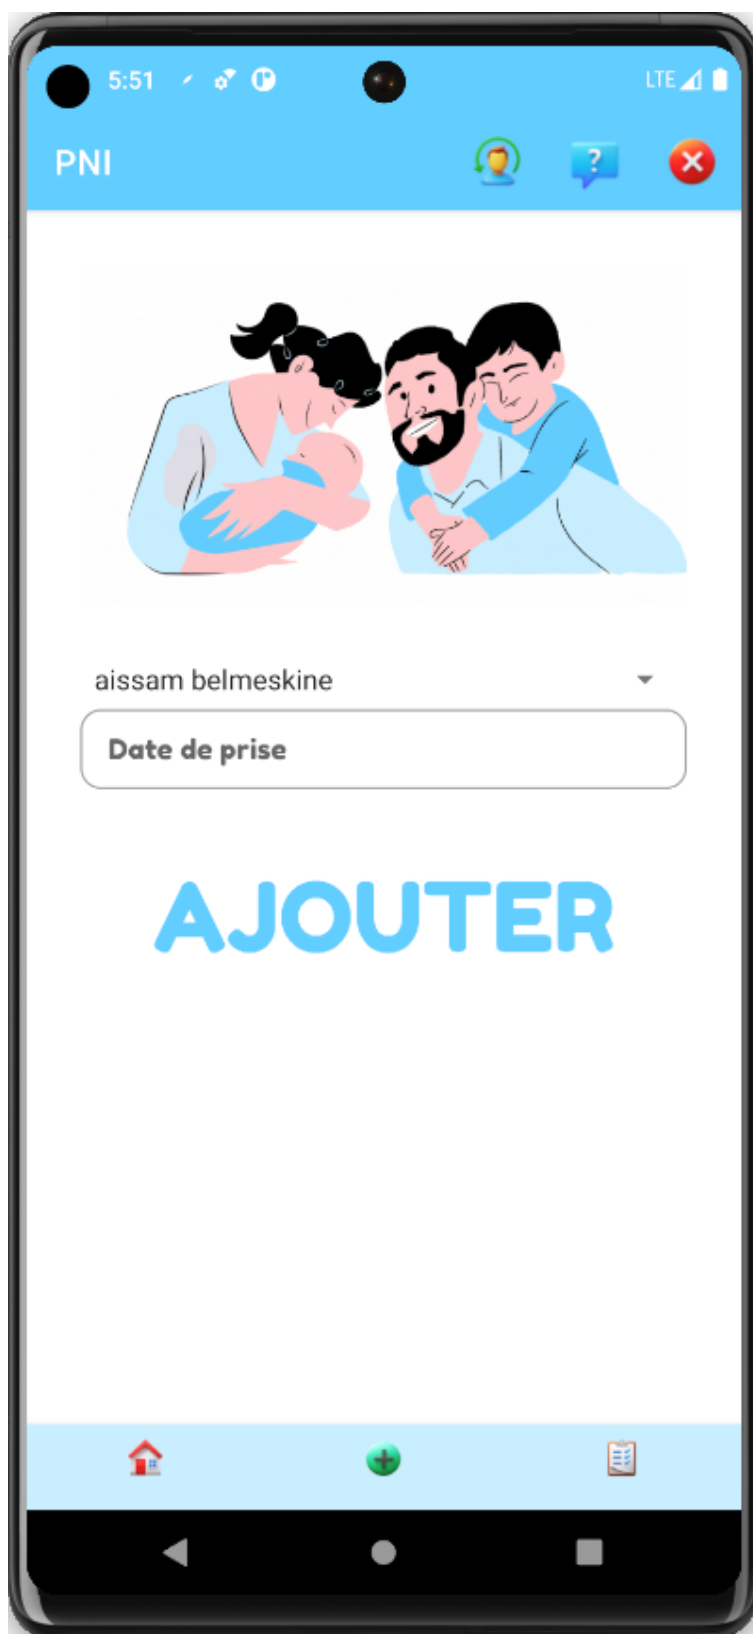 5:51 LTE
PNI
?
aissam belmeskine
Date de prise
AJOUTER